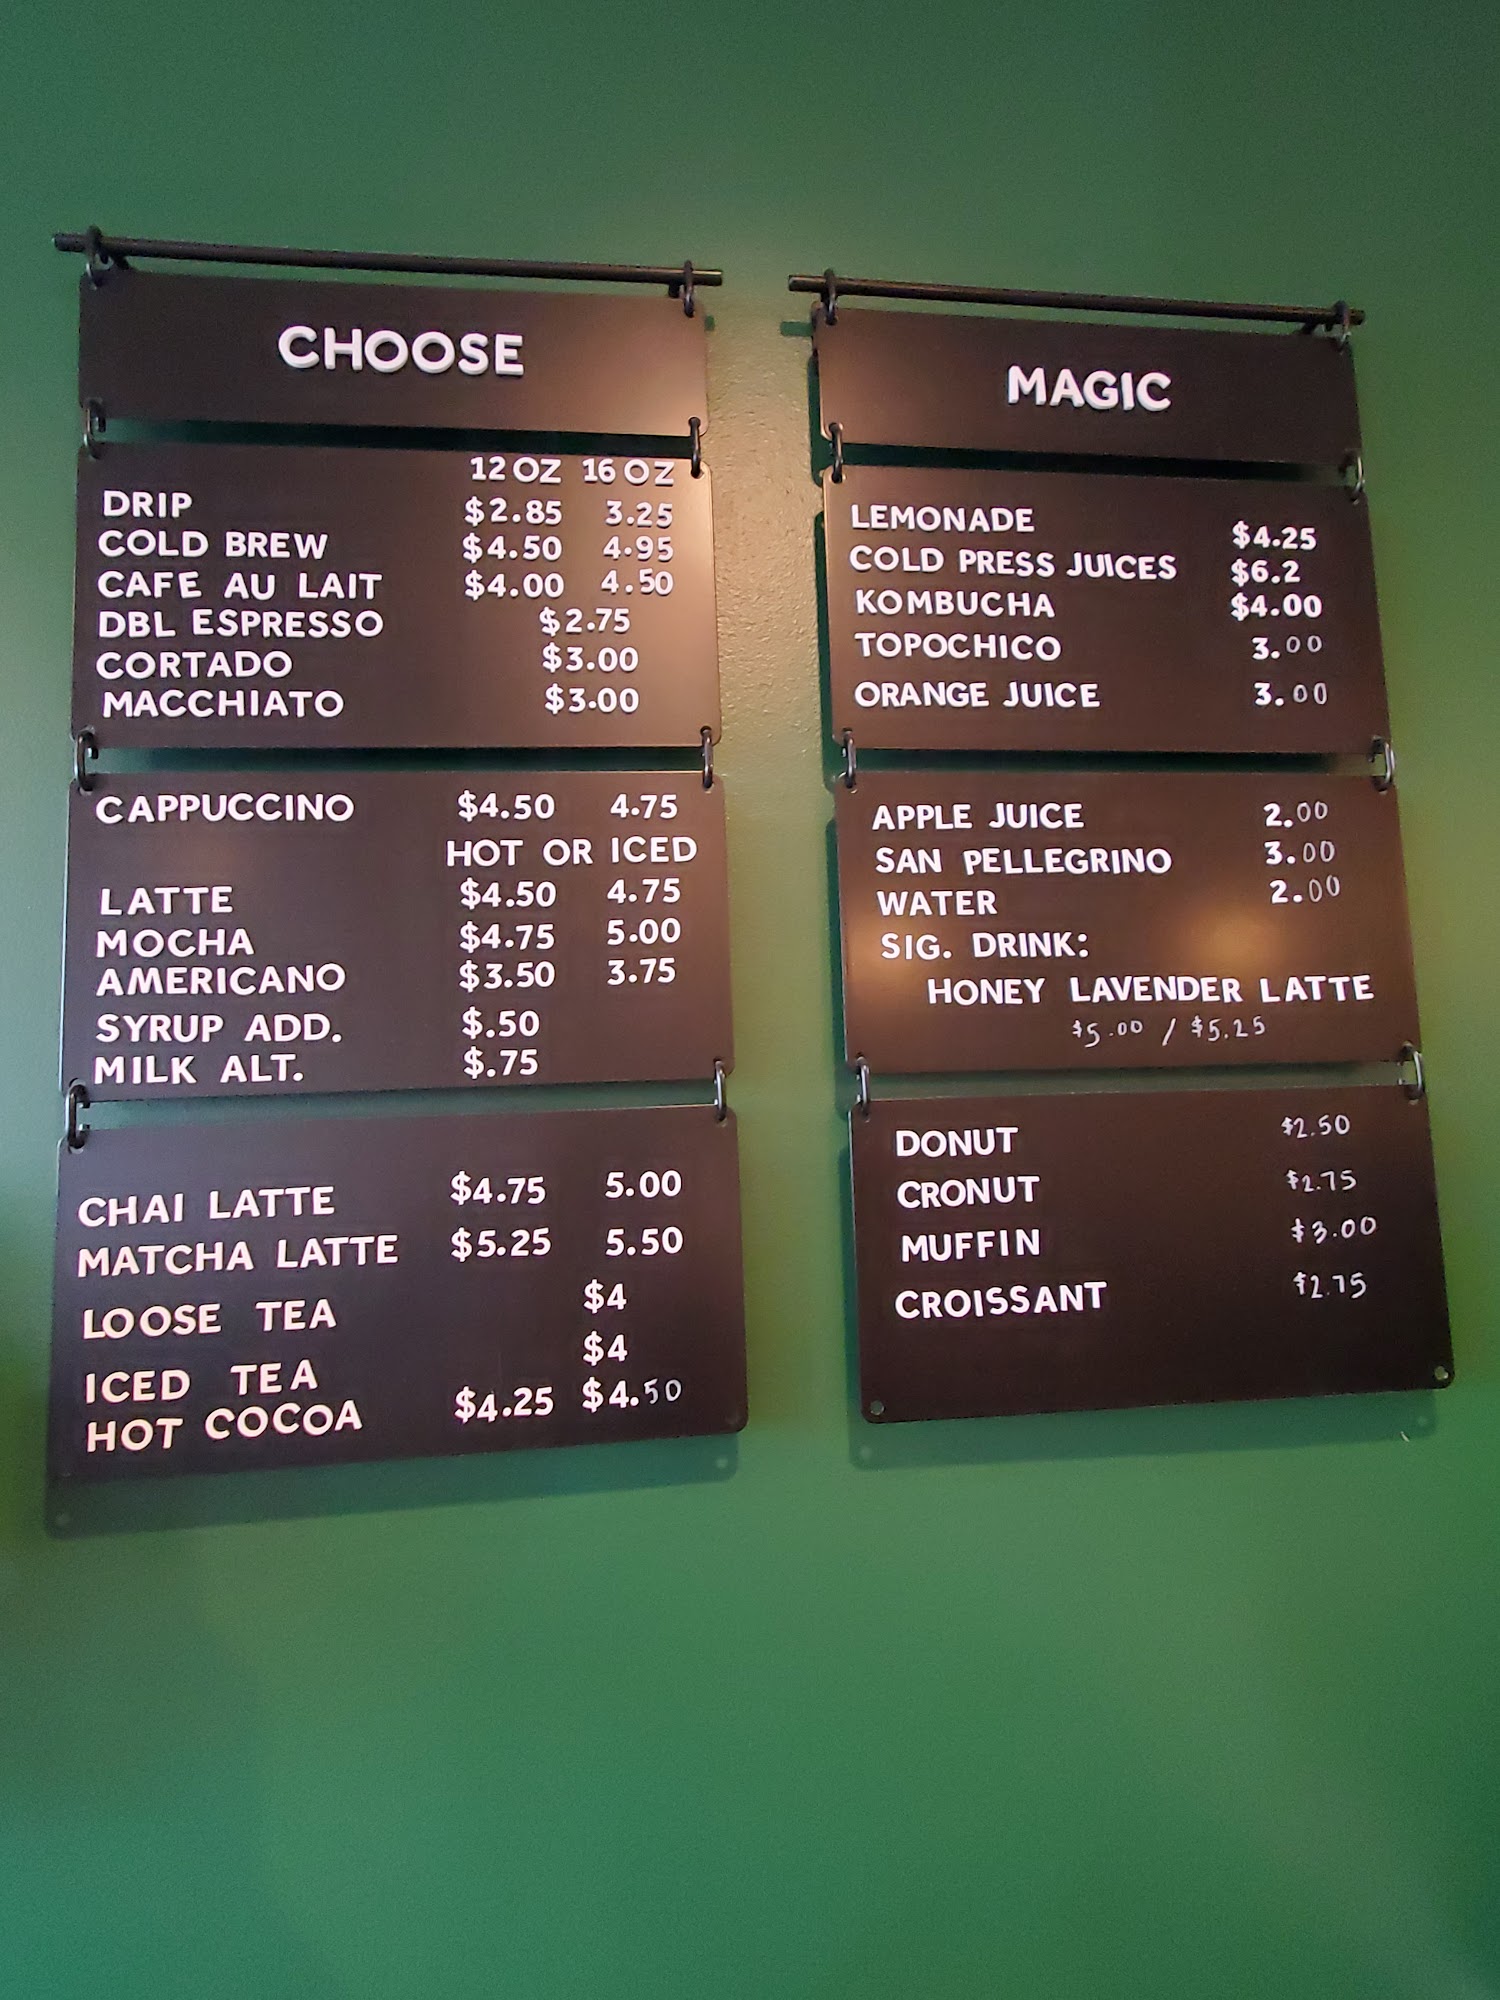 CHOOSE
12 OZ 16 OZ
DRIP $2.85 3.25
COLD BREW $4.50 4.95
CAFE AU LAIT $4.00 4.50
DBL ESPRESSO $2.75
CORTADO $3.00
MACCHIATO $3.00
CAPPUCCINO $4.50 4.75
HOT OR ICED
LATTE $4.50 4.75
MOCHA $4.75 5.00
AMERICANO $3.50 3.75
SYRUP ADD. $.50
MILK ALT. $.75
CHAI LATTE $4.75 5.00
MATCHA LATTE $5.25 5.50
LOOSE TEA $4
ICED TEA $4
HOT COCOA $4.25 $4.50
MAGIC
LEMONADE $4.25
COLD PRESS JUICES $6.2
KOMBUCHA $4.00
TOPOCHICO 3.00
ORANGE JUICE 3.00
APPLE JUICE 2.00
SAN PELLEGRINO 3.00
WATER 2.00
SIG. DRINK:
HONEY LAVENDER LATTE
$5.00 / $5.25
DONUT $2.50
CRONUT $2.75
MUFFIN $3.00
CROISSANT $2.75